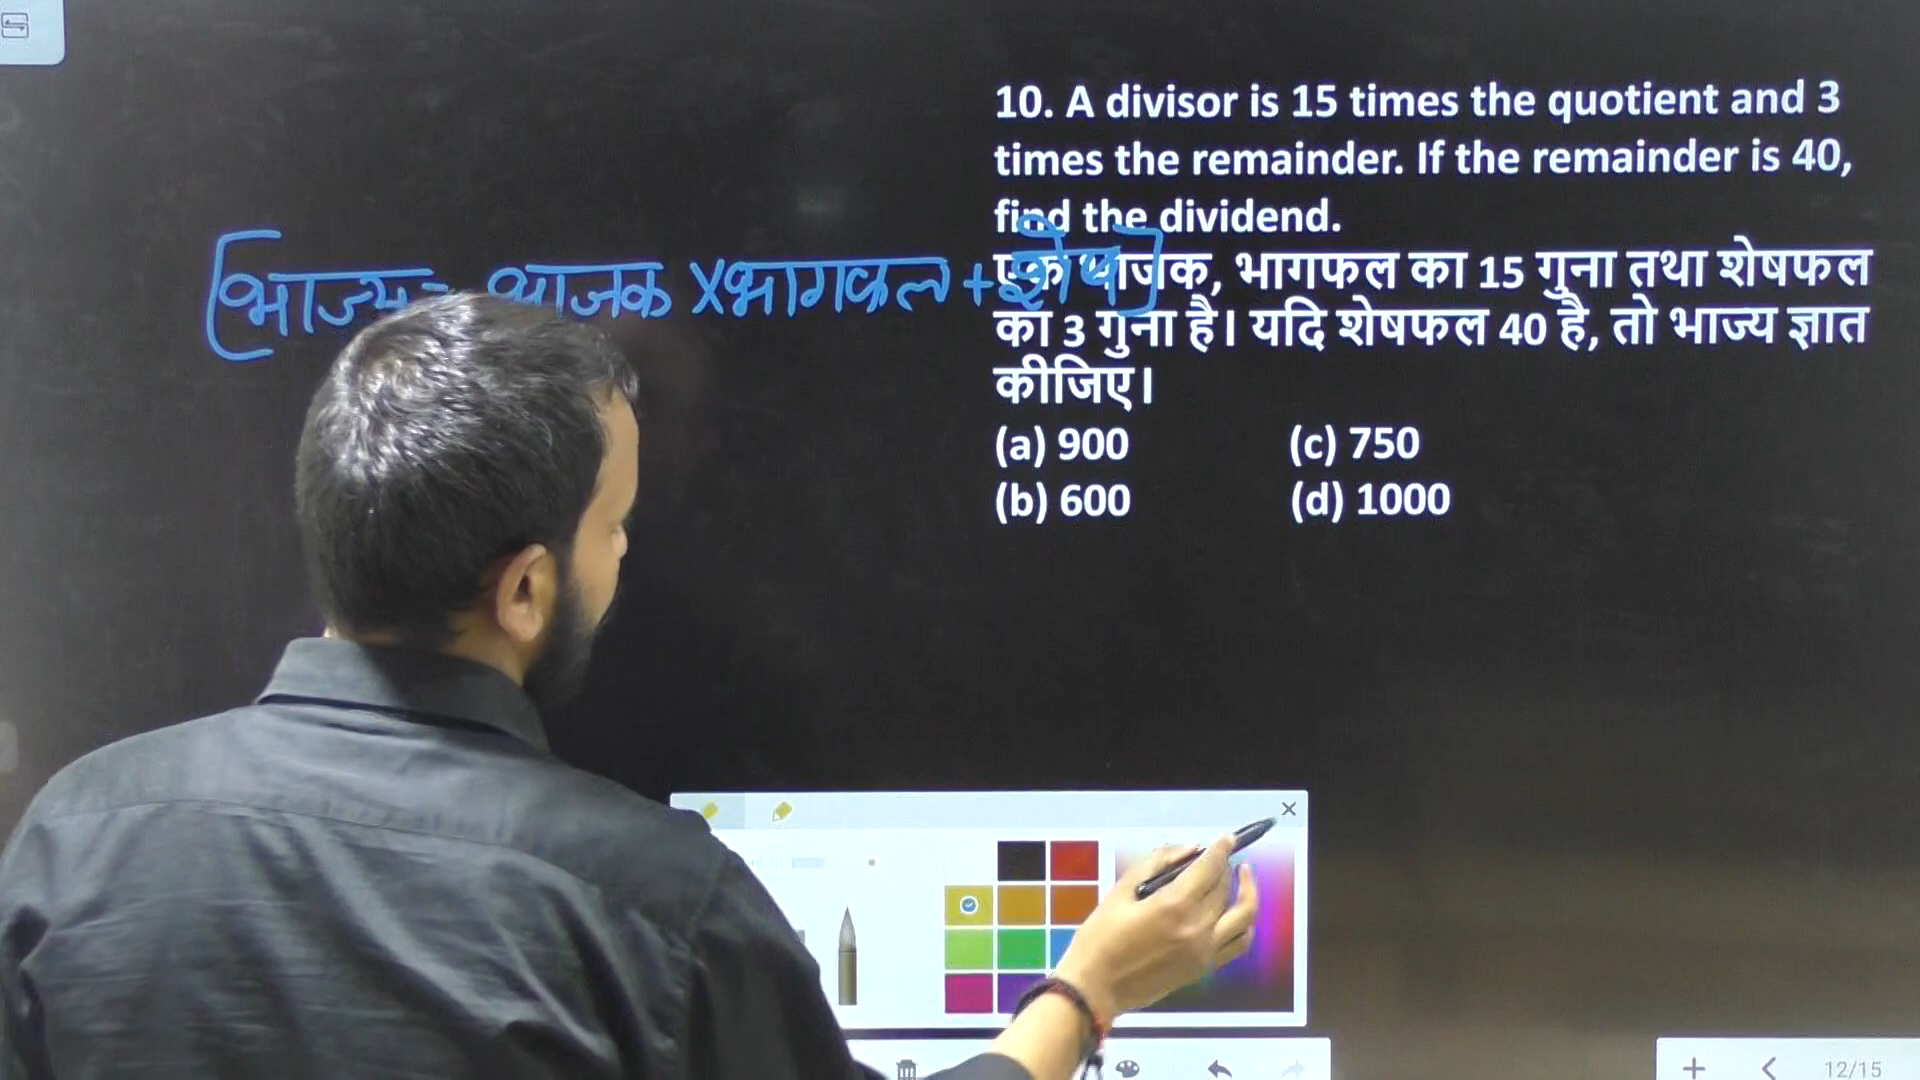 10. A divisor is 15 times the quotient and 3
times the remainder. If the remainder is 40,
find the dividend.
[भाज्य = भाजक X भागफल + शेष]
एक भाजक, भागफल का 15 गुना तथा शेषफल
का 3 गुना है। यदि शेषफल 40 है, तो भाज्य ज्ञात
कीजिए।
(a) 900 (c) 750
(b) 600 (d) 1000
12/15